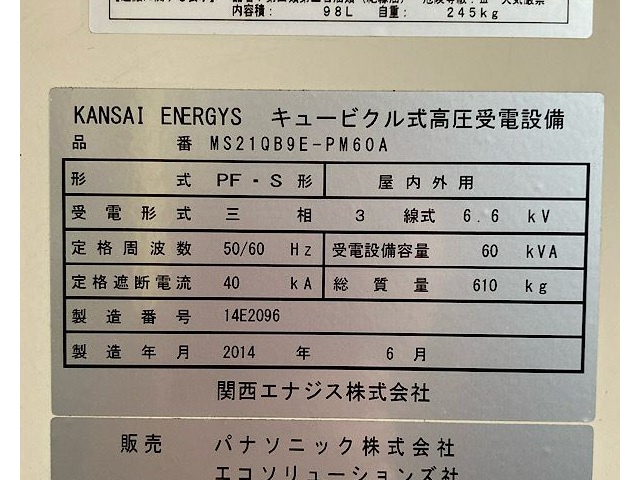 内容積： 98L 自重： 245kg
KANSAI ENERGYS キュービクル式高圧受電設備
品番 MS21QB9E-PM60A
形式 PF-S形 屋内外用
受電形式 三相 3線式 6.6 kV
定格周波数 50/60 Hz 受電設備容量 60 kVA
定格遮断電流 40 kA 総質量 610 kg
製造番号 14E2096
製造年月 2014年 6月
関西エナジス株式会社
販売 パナソニック株式会社
エコソリューションズ社